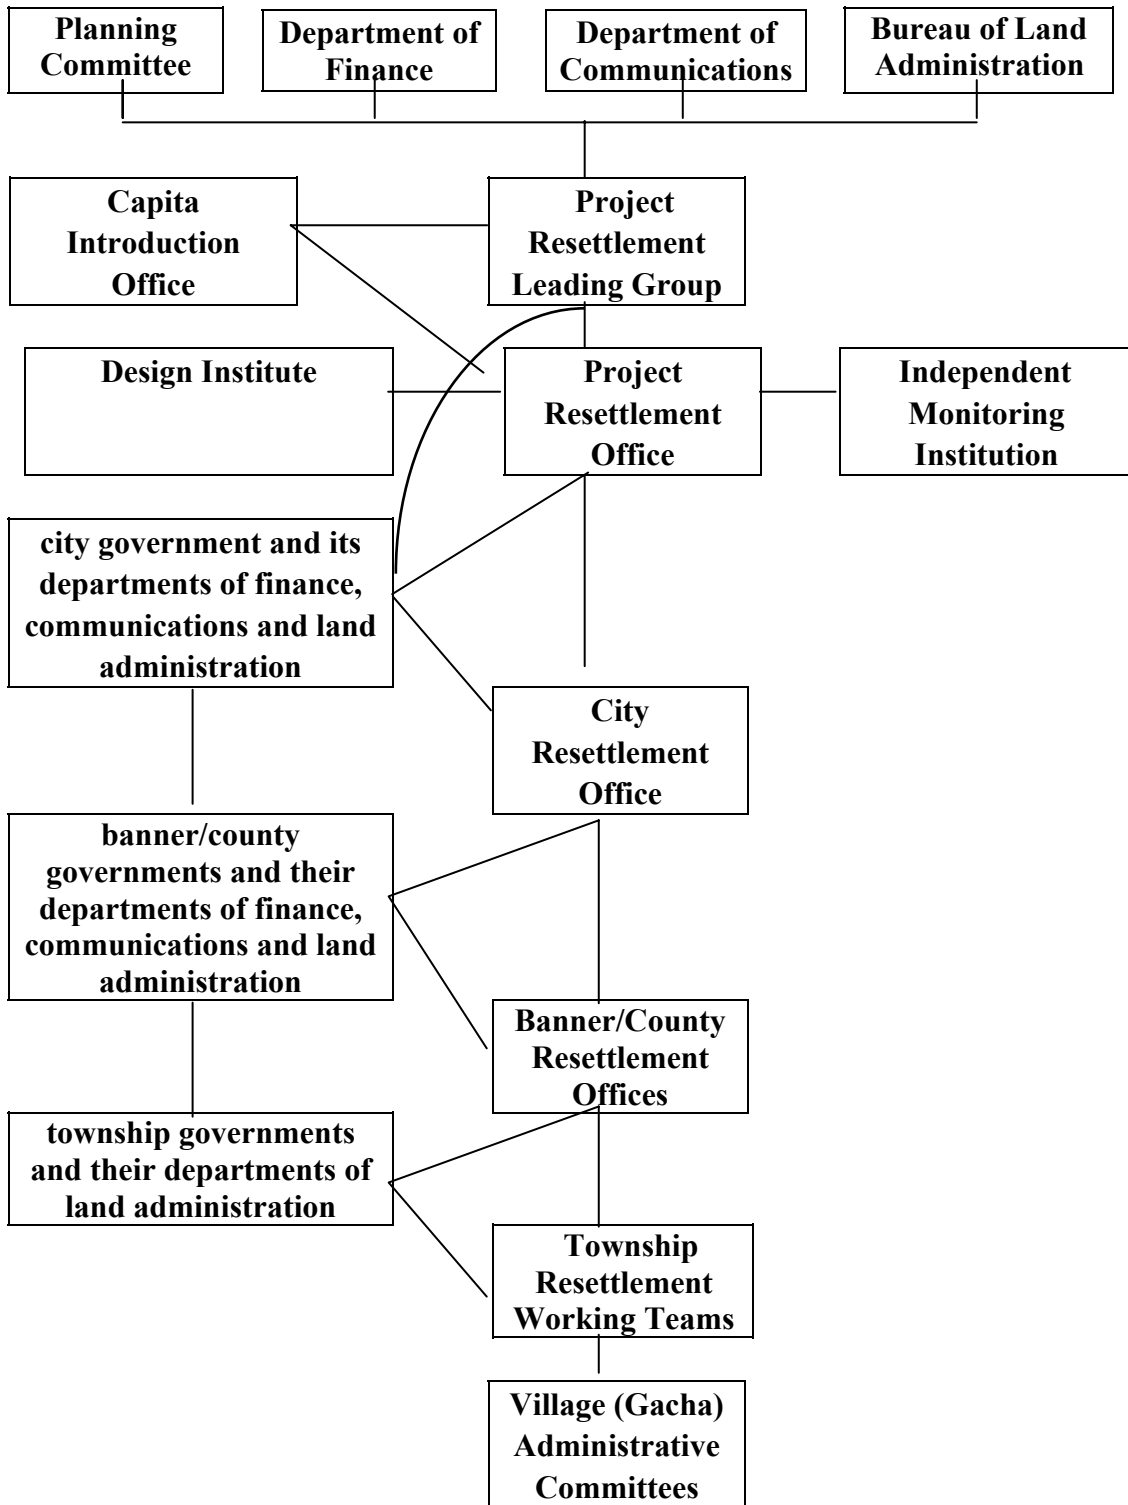 Planning
Committee
Department of
Finance
Department of
Communications
Bureau of Land
Administration
Capita
Introduction
Office
Project
Resettlement
Leading Group
Design Institute
Project
Resettlement
Office
Independent
Monitoring
Institution
city government and its
departments of finance,
communications and land
administration
City
Resettlement
Office
banner/county
governments and their
departments of finance,
communications and land
administration
Banner/County
Resettlement
Offices
township governments
and their departments of
land administration
Township
Resettlement
Working Teams
Village (Gacha)
Administrative
Committees